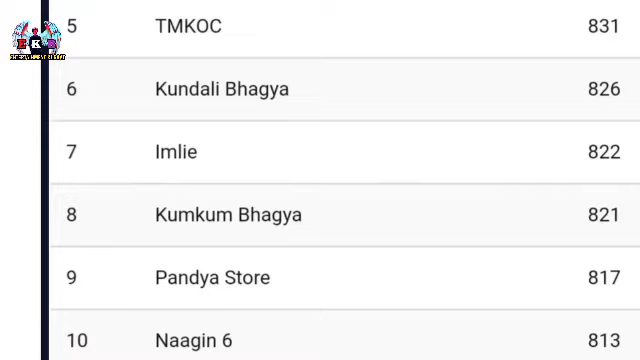 5 TMKOC 831
6 Kundali Bhagya 826
7 Imlie 822
8 Kumkum Bhagya 821
9 Pandya Store 817
10 Naagin 6 813
EKR